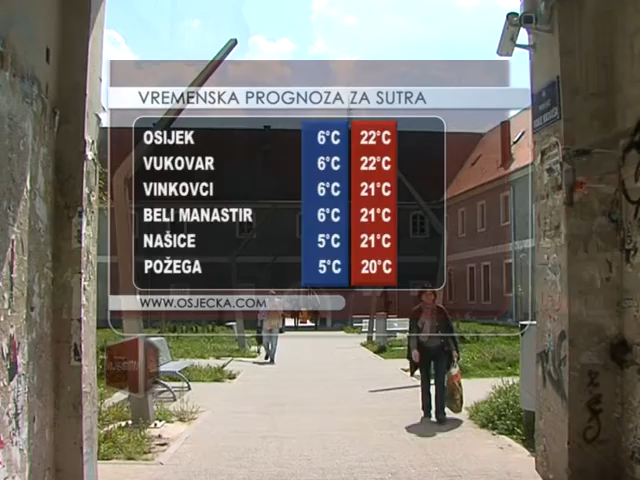 VREMENSKA PROGNOZA ZA SUTRA
OSIJEK 6°C 22°C
VUKOVAR 6°C 22°C
VINKOVCI 6°C 21°C
BELI MANASTIR 6°C 21°C
NAŠICE 5°C 21°C
POŽEGA 5°C 20°C
WWW.OSJECKA.COM